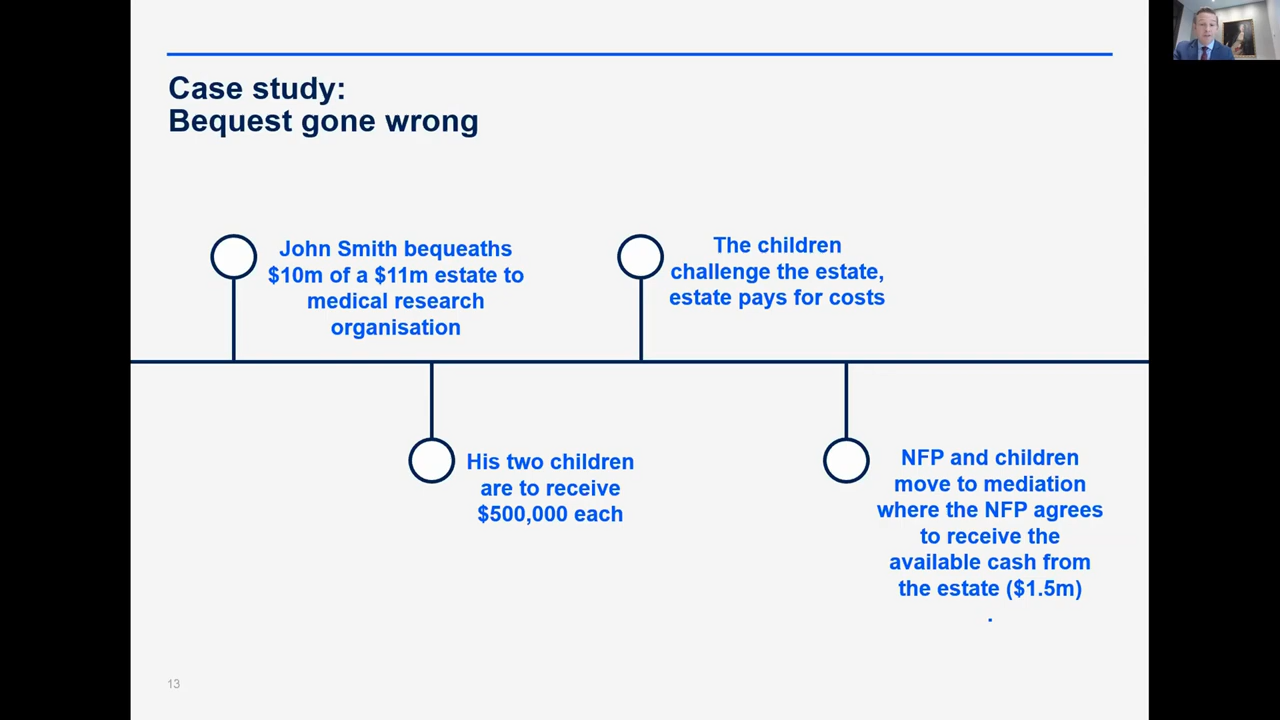 Case study:
Bequest gone wrong
John Smith bequeaths
$10m of a $11m estate to
medical research
organisation
The children
challenge the estate,
estate pays for costs
His two children
are to receive
$500,000 each
NFP and children
move to mediation
where the NFP agrees
to receive the
available cash from
the estate ($1.5m)
.
13